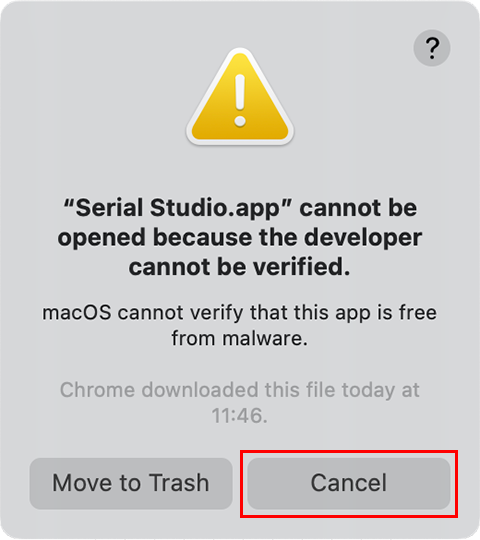 ?
“Serial Studio.app” cannot be
opened because the developer
cannot be verified.
macOS cannot verify that this app is free
from malware.
Chrome downloaded this file today at
11:46.
Move to Trash
Cancel